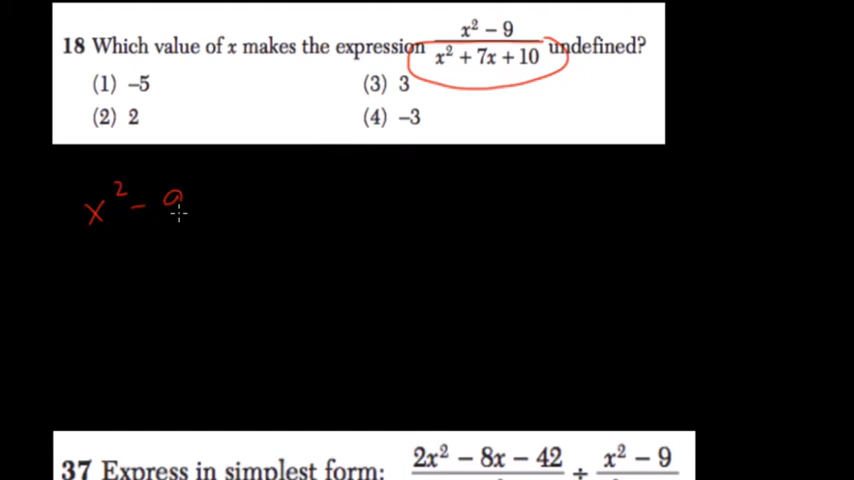 18 Which value of x makes the expression \frac{x² − 9}{x² + 7x + 10} undefined?
(1) –5 (3) 3
(2) 2 (4) –3
x² - 9
37 Express in simplest form: 2x² − 8x − 42 ÷ x² − 9